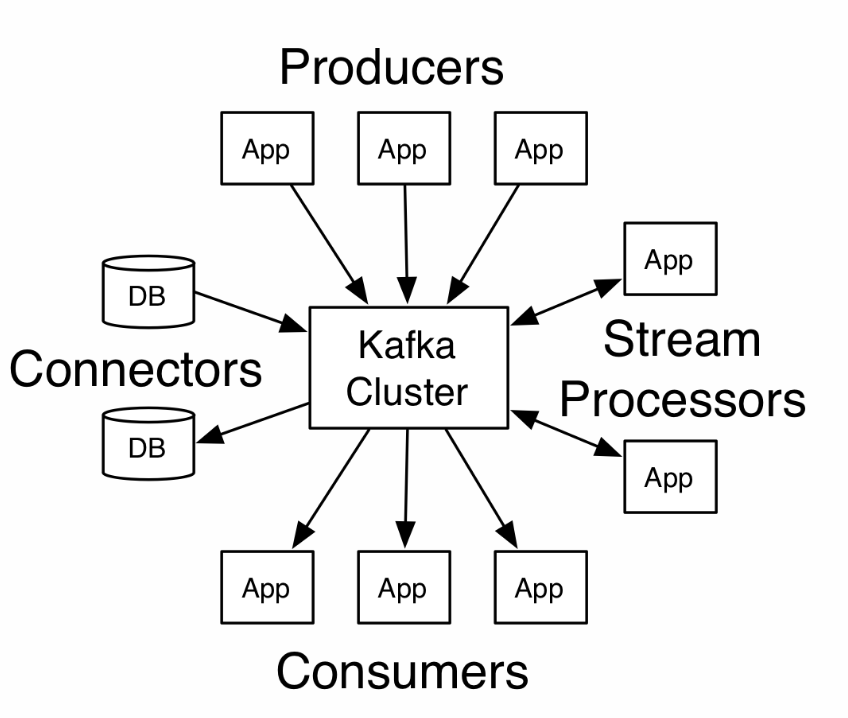 Producers
App
App
App
App
DB
Kafka
Cluster
Stream
Processors
Connectors
DB
App
App
App
App
Consumers